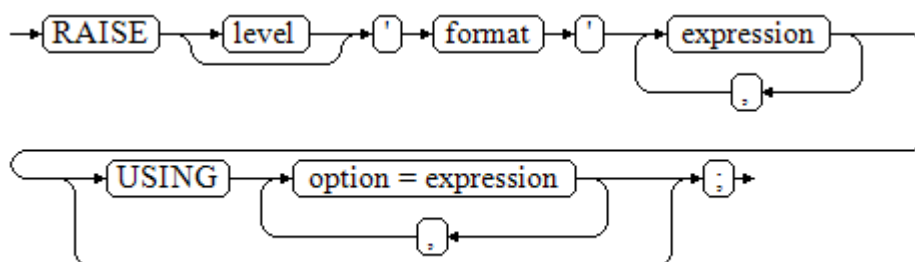 RAISE level ' format ' expression
,
USING option = expression ;
,